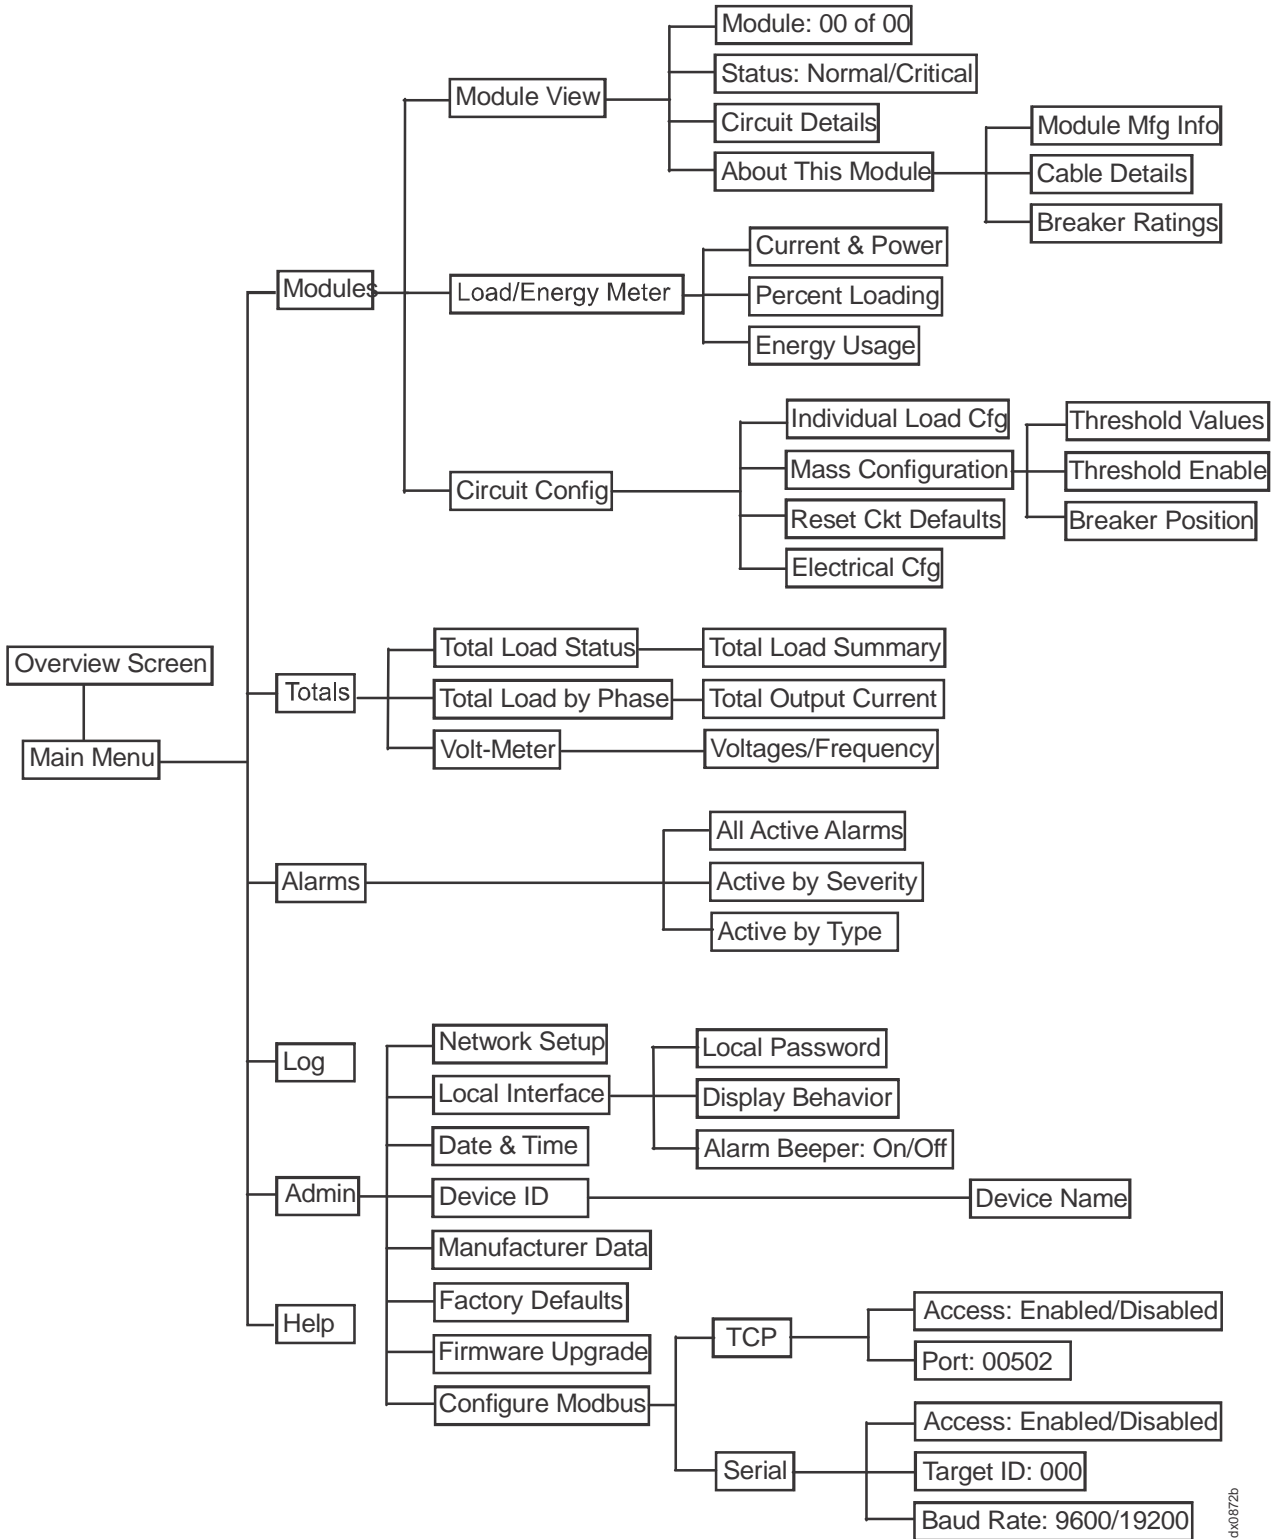 Overview Screen
Main Menu
Modules
Module View
Module: 00 of 00
Status: Normal/Critical
Circuit Details
About This Module
Module Mfg Info
Cable Details
Breaker Ratings
Load/Energy Meter
Current & Power
Percent Loading
Energy Usage
Circuit Config
Individual Load Cfg
Mass Configuration
Threshold Values
Threshold Enable
Breaker Position
Reset Ckt Defaults
Electrical Cfg
Totals
Total Load Status
Total Load Summary
Total Load by Phase
Total Output Current
Volt-Meter
Voltages/Frequency
Alarms
All Active Alarms
Active by Severity
Active by Type
Log
Admin
Network Setup
Local Interface
Local Password
Display Behavior
Alarm Beeper: On/Off
Date & Time
Device ID
Device Name
Manufacturer Data
Factory Defaults
Firmware Upgrade
Configure Modbus
TCP
Access: Enabled/Disabled
Port: 00502
Serial
Access: Enabled/Disabled
Target ID: 000
Baud Rate: 9600/19200
Help
dx0872b